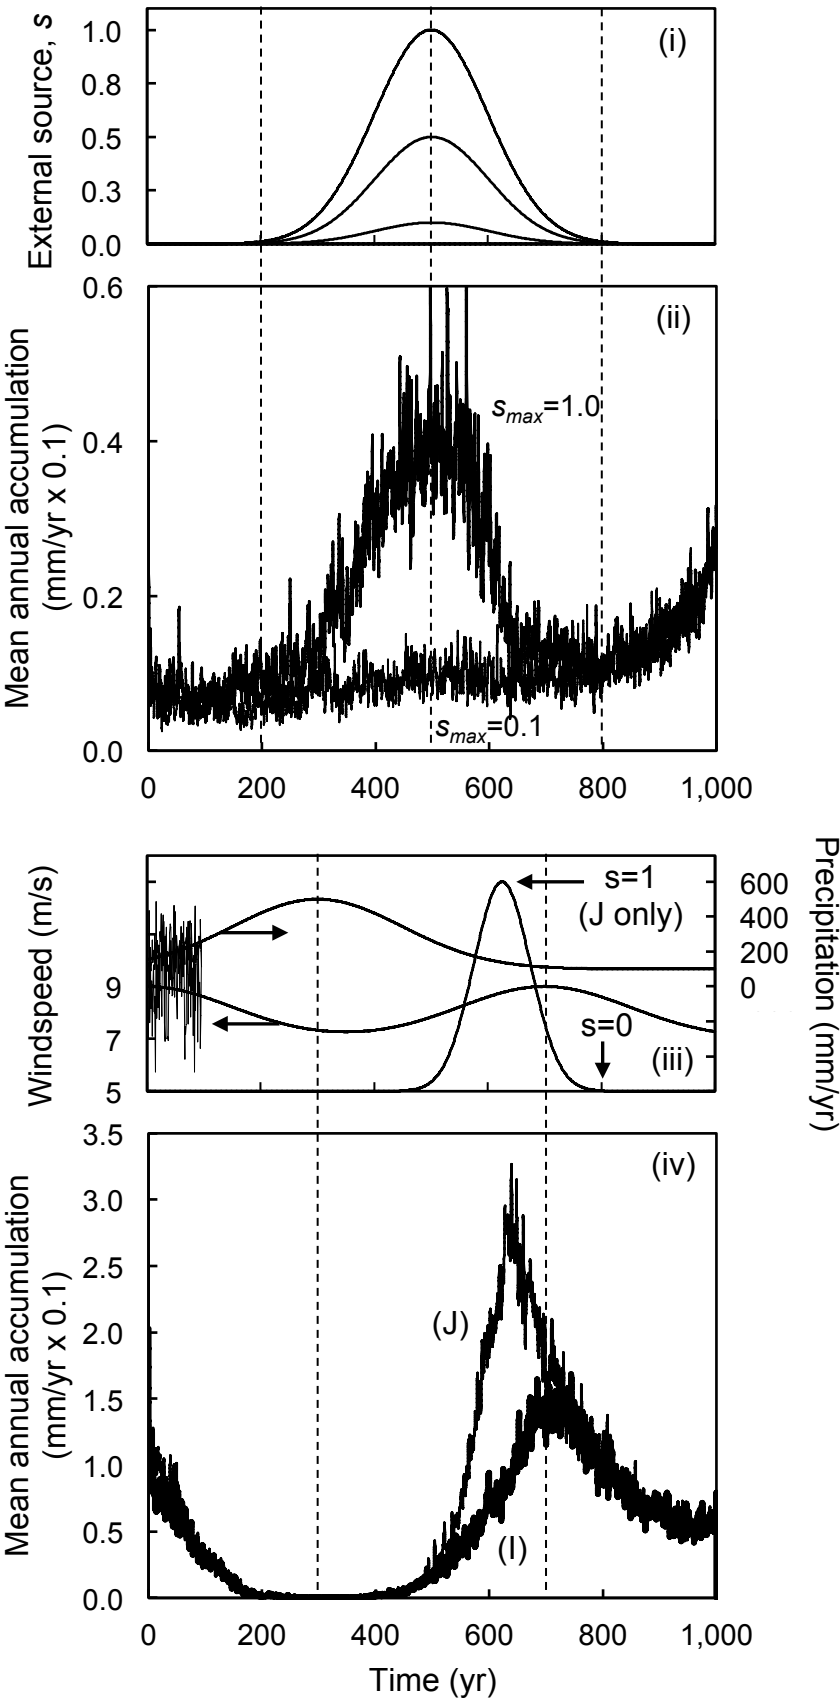 External source, s
1.0
0.8
0.5
0.3
0.0
(i)
Mean annual accumulation
(mm/yr x 0.1)
0.6
0.4
0.2
0.0
(ii)
smax=1.0
smax=0.1
0 200 400 600 800 1,000
Windspeed (m/s)
9
7
5
s=1
(J only)
s=0
(iii)
600
400
200
0
Precipitation (mm/yr)
Mean annual accumulation
(mm/yr x 0.1)
3.5
3.0
2.5
2.0
1.5
1.0
0.5
0.0
(iv)
(J)
(I)
0 200 400 600 800 1,000
Time (yr)